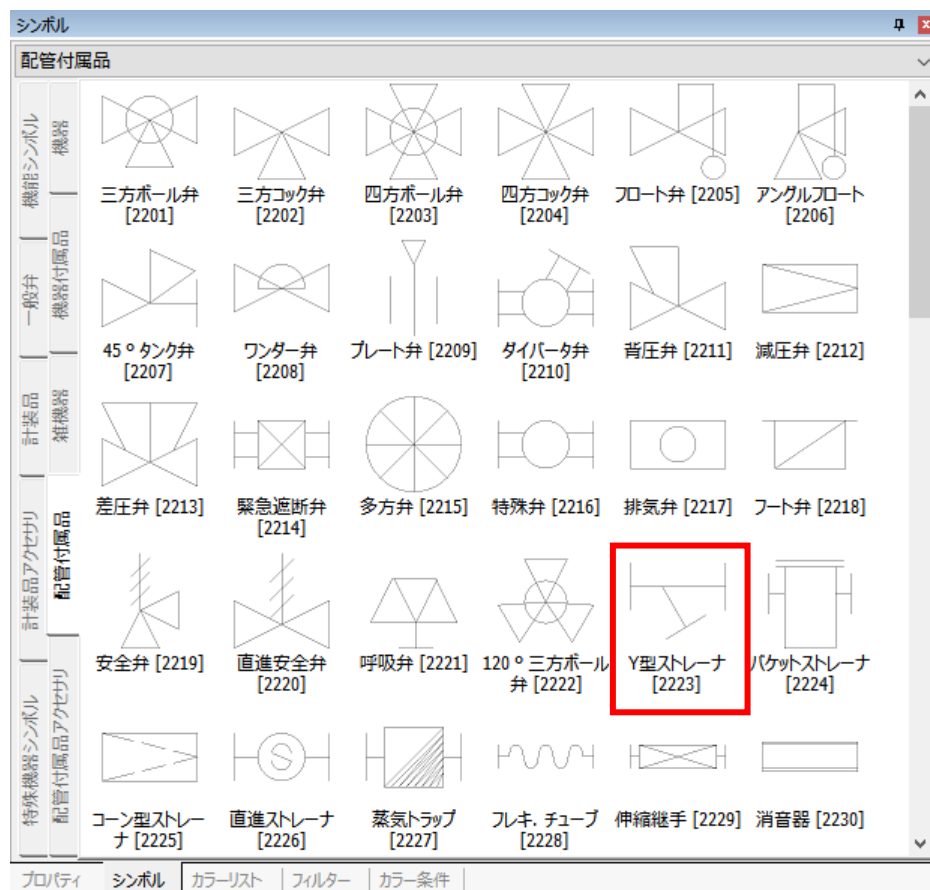 シンボル
配管付属品
機能シンボル
一般弁
計装品
計装品アクセサリ
特殊機器シンボル
機器
機器付属品
雑機器
配管付属品
配管付属品アクセサリ
三方ボール弁
[2201]
三方コック弁
[2202]
四方ボール弁
[2203]
四方コック弁
[2204]
フロート弁 [2205]
アングルフロート
[2206]
45 º タンク弁
[2207]
ワンダー弁
[2208]
プレート弁 [2209]
ダイバータ弁
[2210]
背圧弁 [2211]
減圧弁 [2212]
差圧弁 [2213]
緊急遮断弁
[2214]
多方弁 [2215]
特殊弁 [2216]
排気弁 [2217]
フート弁 [2218]
安全弁 [2219]
直進安全弁
[2220]
呼吸弁 [2221]
120 º 三方ボール
弁 [2222]
Y型ストレーナ
[2223]
バケットストレーナ
[2224]
コーン型ストレー
ナ [2225]
直進ストレーナ
[2226]
S
蒸気トラップ
[2227]
フレキ. チューブ
[2228]
伸縮継手 [2229]
消音器 [2230]
プロパティ
シンボル
カラーリスト
フィルター
カラー条件